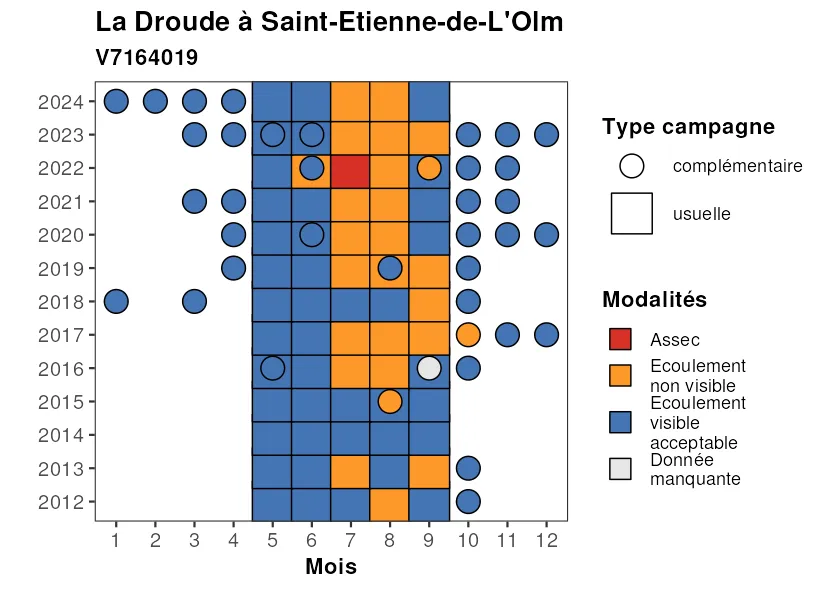 La Droude à Saint-Etienne-de-L'Olm
V7164019
2024
2023
2022
2021
2020
2019
2018
2017
2016
2015
2014
2013
2012
1 2 3 4 5 6 7 8 9 10 11 12
Mois
Type campagne
complémentaire
usuelle
Modalités
Assec
Ecoulement
non visible
Ecoulement
visible
acceptable
Donnée
manquante